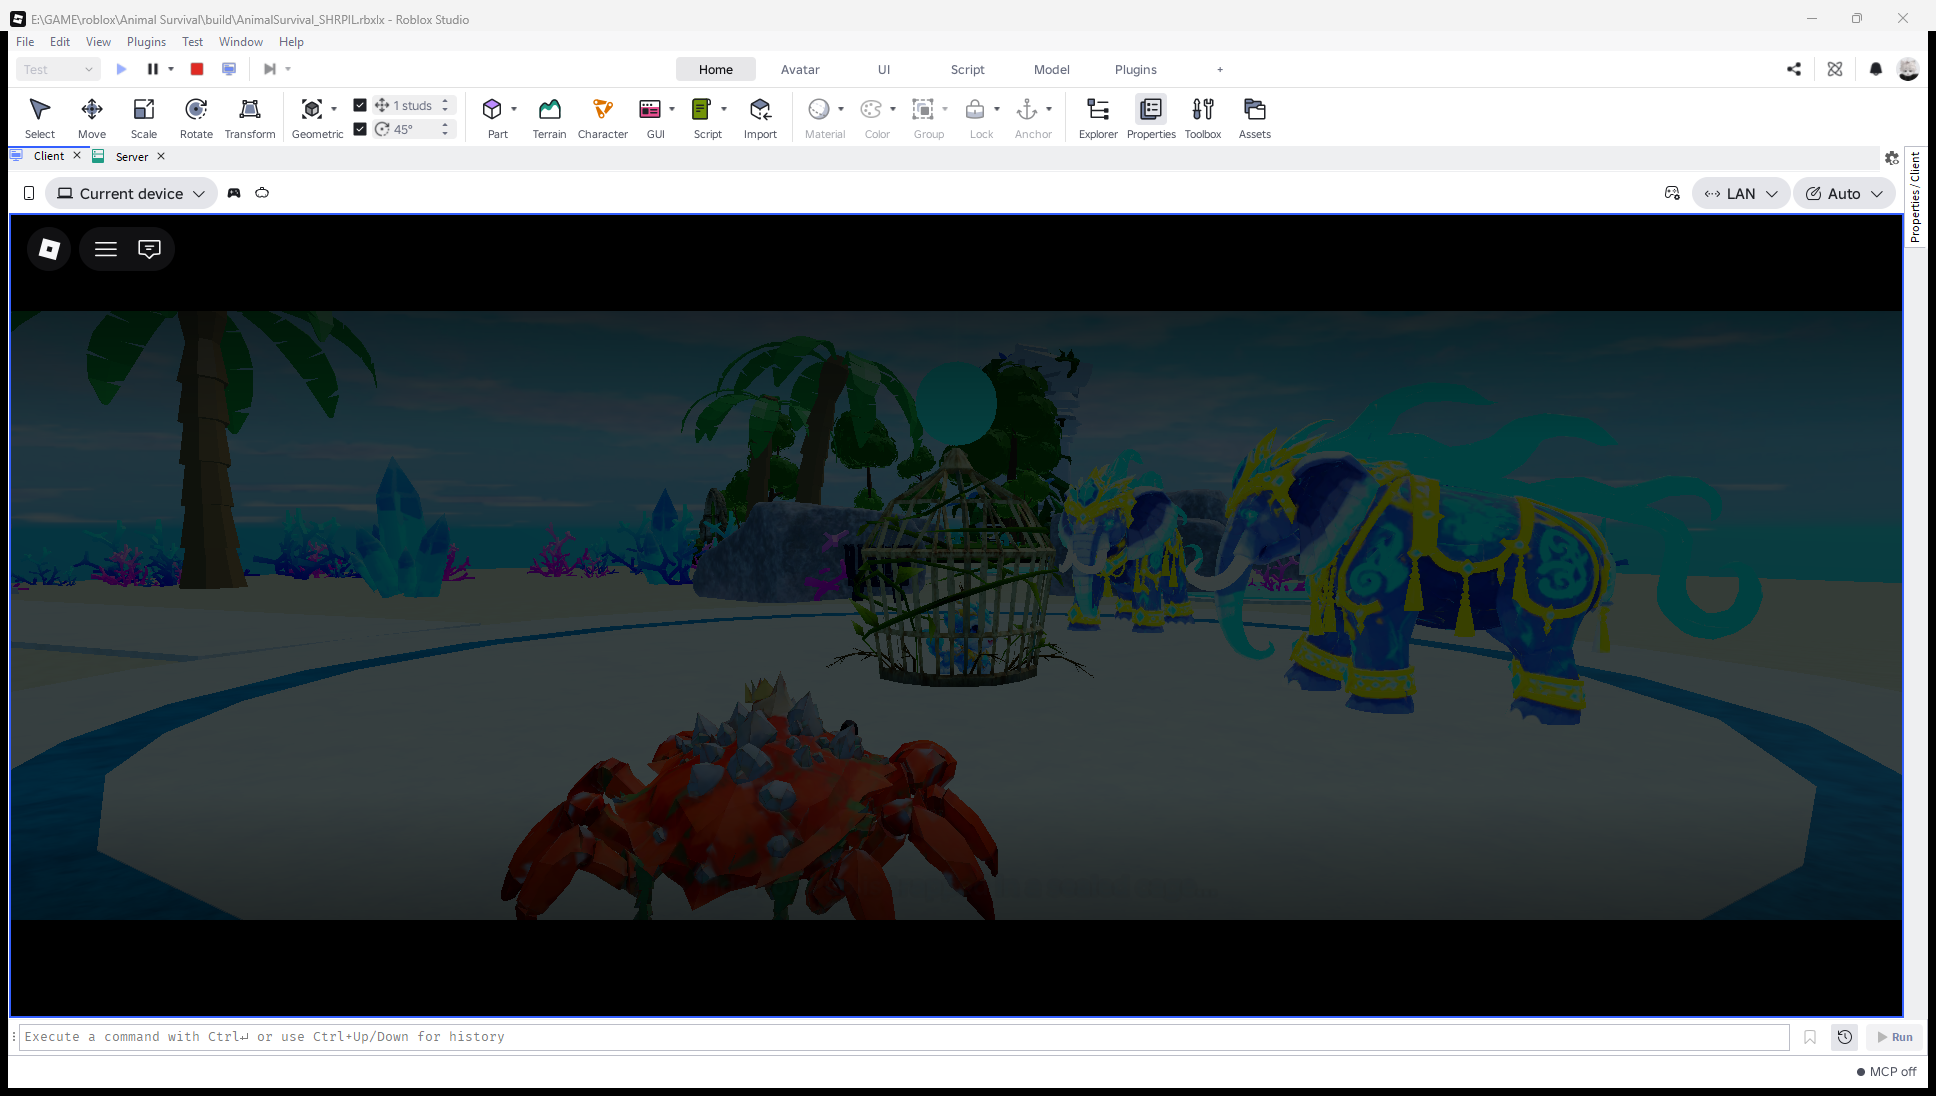 E:\GAME\roblox\Animal Survival\build\AnimalSurvival_SHRPIL.rbxlx - Roblox Studio
File Edit View Plugins Test Window Help
Test
Home Avatar UI Script Model Plugins +
Select Move Scale Rotate Transform Geometric 1 studs 45° Part Terrain Character GUI Script Import Material Color Group Lock Anchor Explorer Properties Toolbox Assets
Client Server
Properties / Client
Current device LAN Auto
Execute a command with Ctrl↵ or use Ctrl+Up/Down for history
Run
MCP off